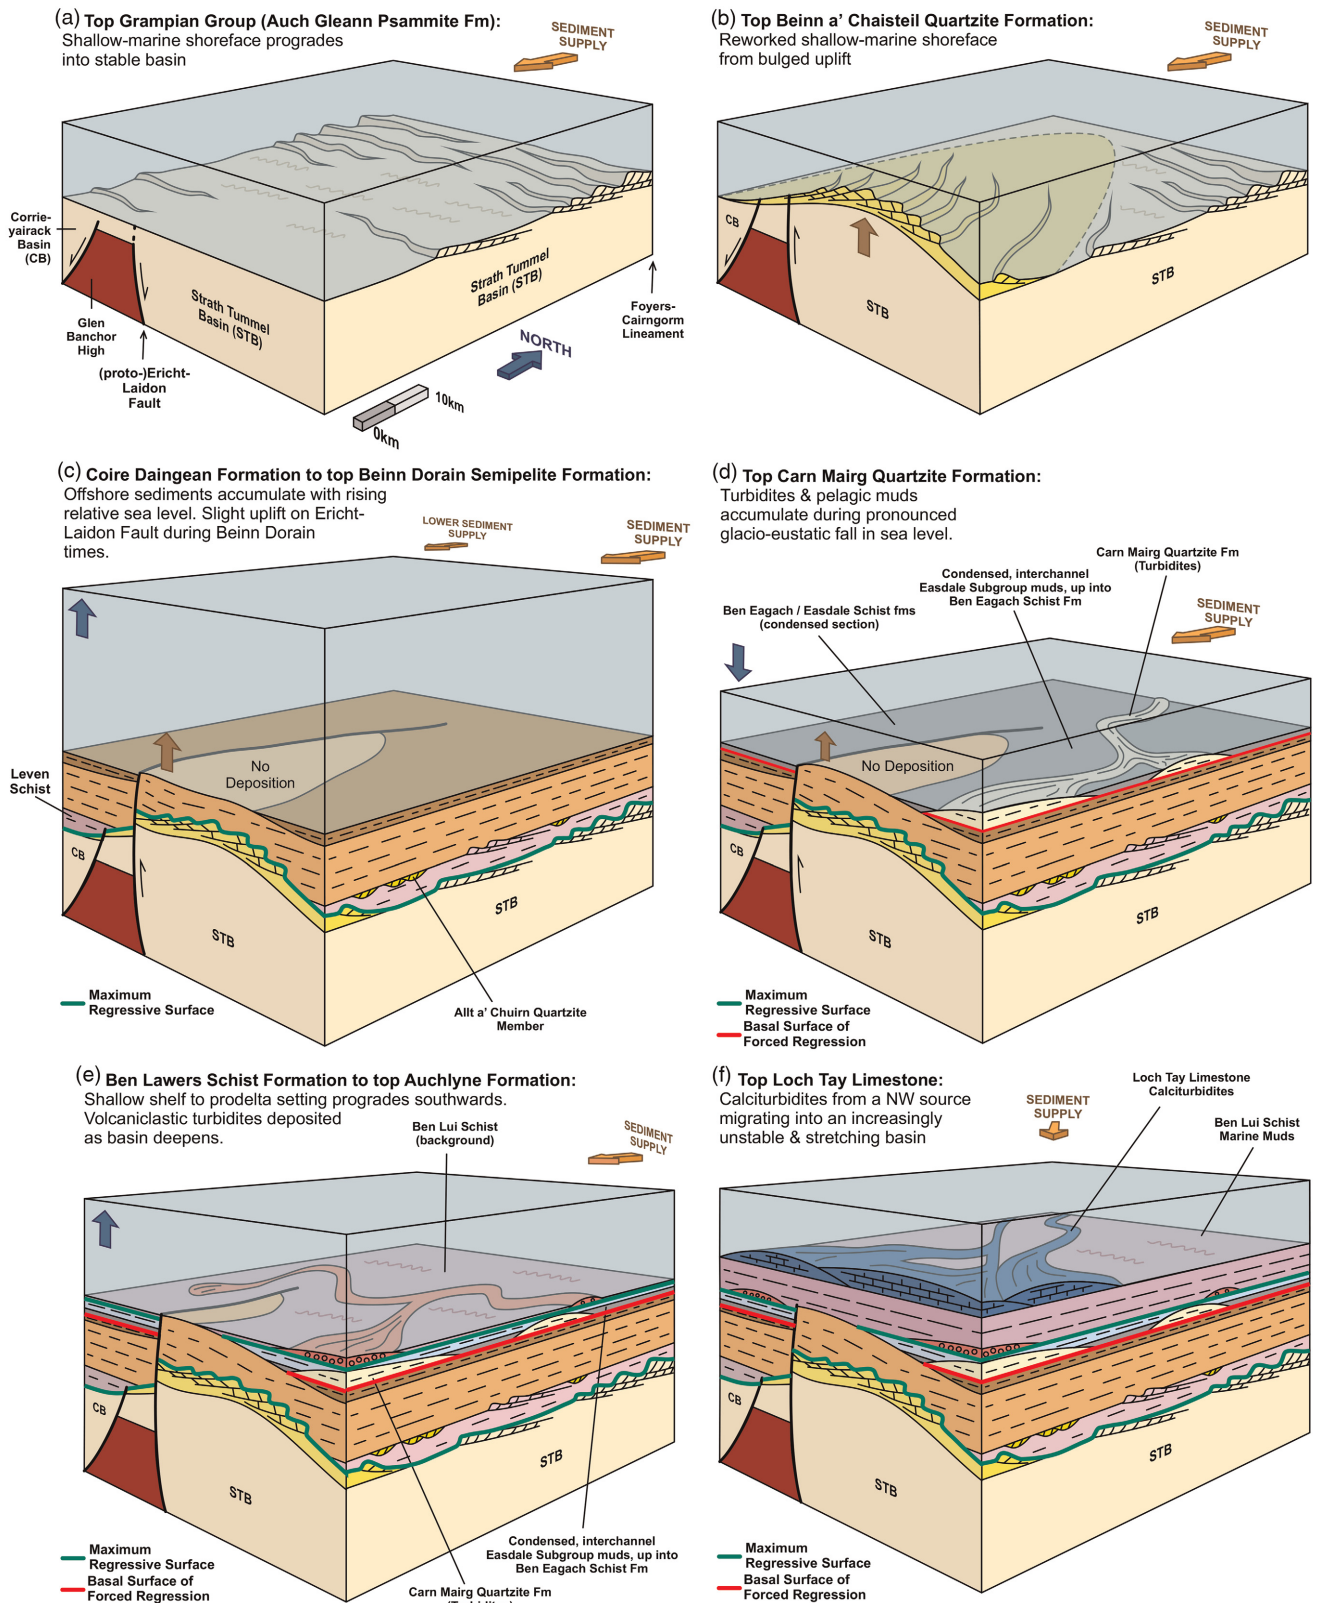 (a) Top Grampian Group (Auch Gleann Psammite Fm):
Shallow-marine shoreface progrades
into stable basin
SEDIMENT
SUPPLY
Corrie-
yairack
Basin
(CB)
Glen
Banchor
High
(proto-)Ericht-
Laidon
Fault
Strath Tummel
Basin (STB)
Strath Tummel
Basin (STB)
Foyers-
Cairngorm
Lineament
NORTH
10km
0km
(b) Top Beinn a' Chaisteil Quartzite Formation:
Reworked shallow-marine shoreface
from bulged uplift
SEDIMENT
SUPPLY
CB
STB
STB
(c) Coire Daingean Formation to top Beinn Dorain Semipelite Formation:
Offshore sediments accumulate with rising
relative sea level. Slight uplift on Ericht-
Laidon Fault during Beinn Dorain
times.
LOWER SEDIMENT
SUPPLY
SEDIMENT
SUPPLY
No
Deposition
Leven
Schist
CB
STB
STB
Allt a' Chuirn Quartzite
Member
Maximum
Regressive Surface
(d) Top Carn Mairg Quartzite Formation:
Turbidites & pelagic muds
accumulate during pronounced
glacio-eustatic fall in sea level.
Carn Mairg Quartzite Fm
(Turbidites)
Condensed, interchannel
Easdale Subgroup muds, up into
Ben Eagach Schist Fm
Ben Eagach / Easdale Schist fms
(condensed section)
SEDIMENT
SUPPLY
No Deposition
CB
STB
STB
Maximum
Regressive Surface
Basal Surface of
Forced Regression
(e) Ben Lawers Schist Formation to top Auchlyne Formation:
Shallow shelf to prodelta setting progrades southwards.
Volcaniclastic turbidites deposited
as basin deepens.
Ben Lui Schist
(background)
SEDIMENT
SUPPLY
CB
STB
STB
Condensed, interchannel
Easdale Subgroup muds, up into
Ben Eagach Schist Fm
Carn Mairg Quartzite Fm
Maximum
Regressive Surface
Basal Surface of
Forced Regression
(f) Top Loch Tay Limestone:
Calciturbidites from a NW source
migrating into an increasingly
unstable & stretching basin
SEDIMENT
SUPPLY
Loch Tay Limestone
Calciturbidites
Ben Lui Schist
Marine Muds
CB
STB
STB
Maximum
Regressive Surface
Basal Surface of
Forced Regression